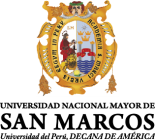 UNIVERSIDAD NACIONAL MAYOR DE
SAN MARCOS
Universidad del Perú, DECANA DE AMÉRICA